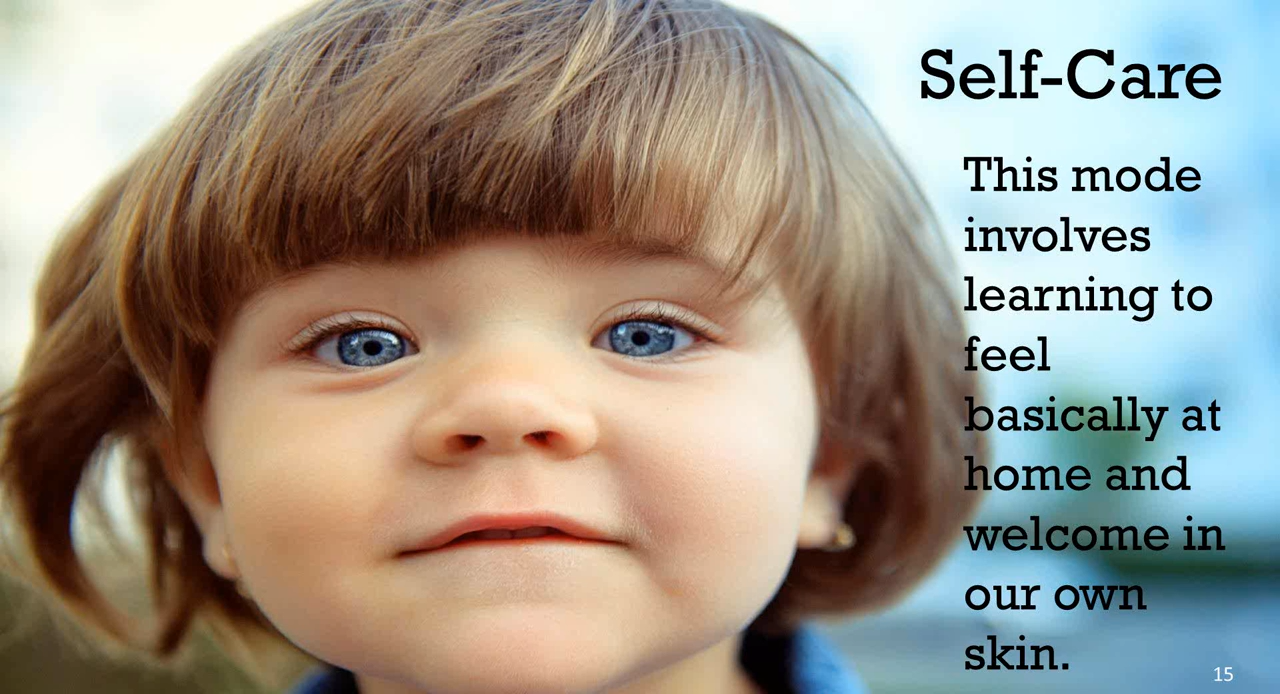 Self-Care
This mode
involves
learning to
feel
basically at
home and
welcome in
our own
skin.
15